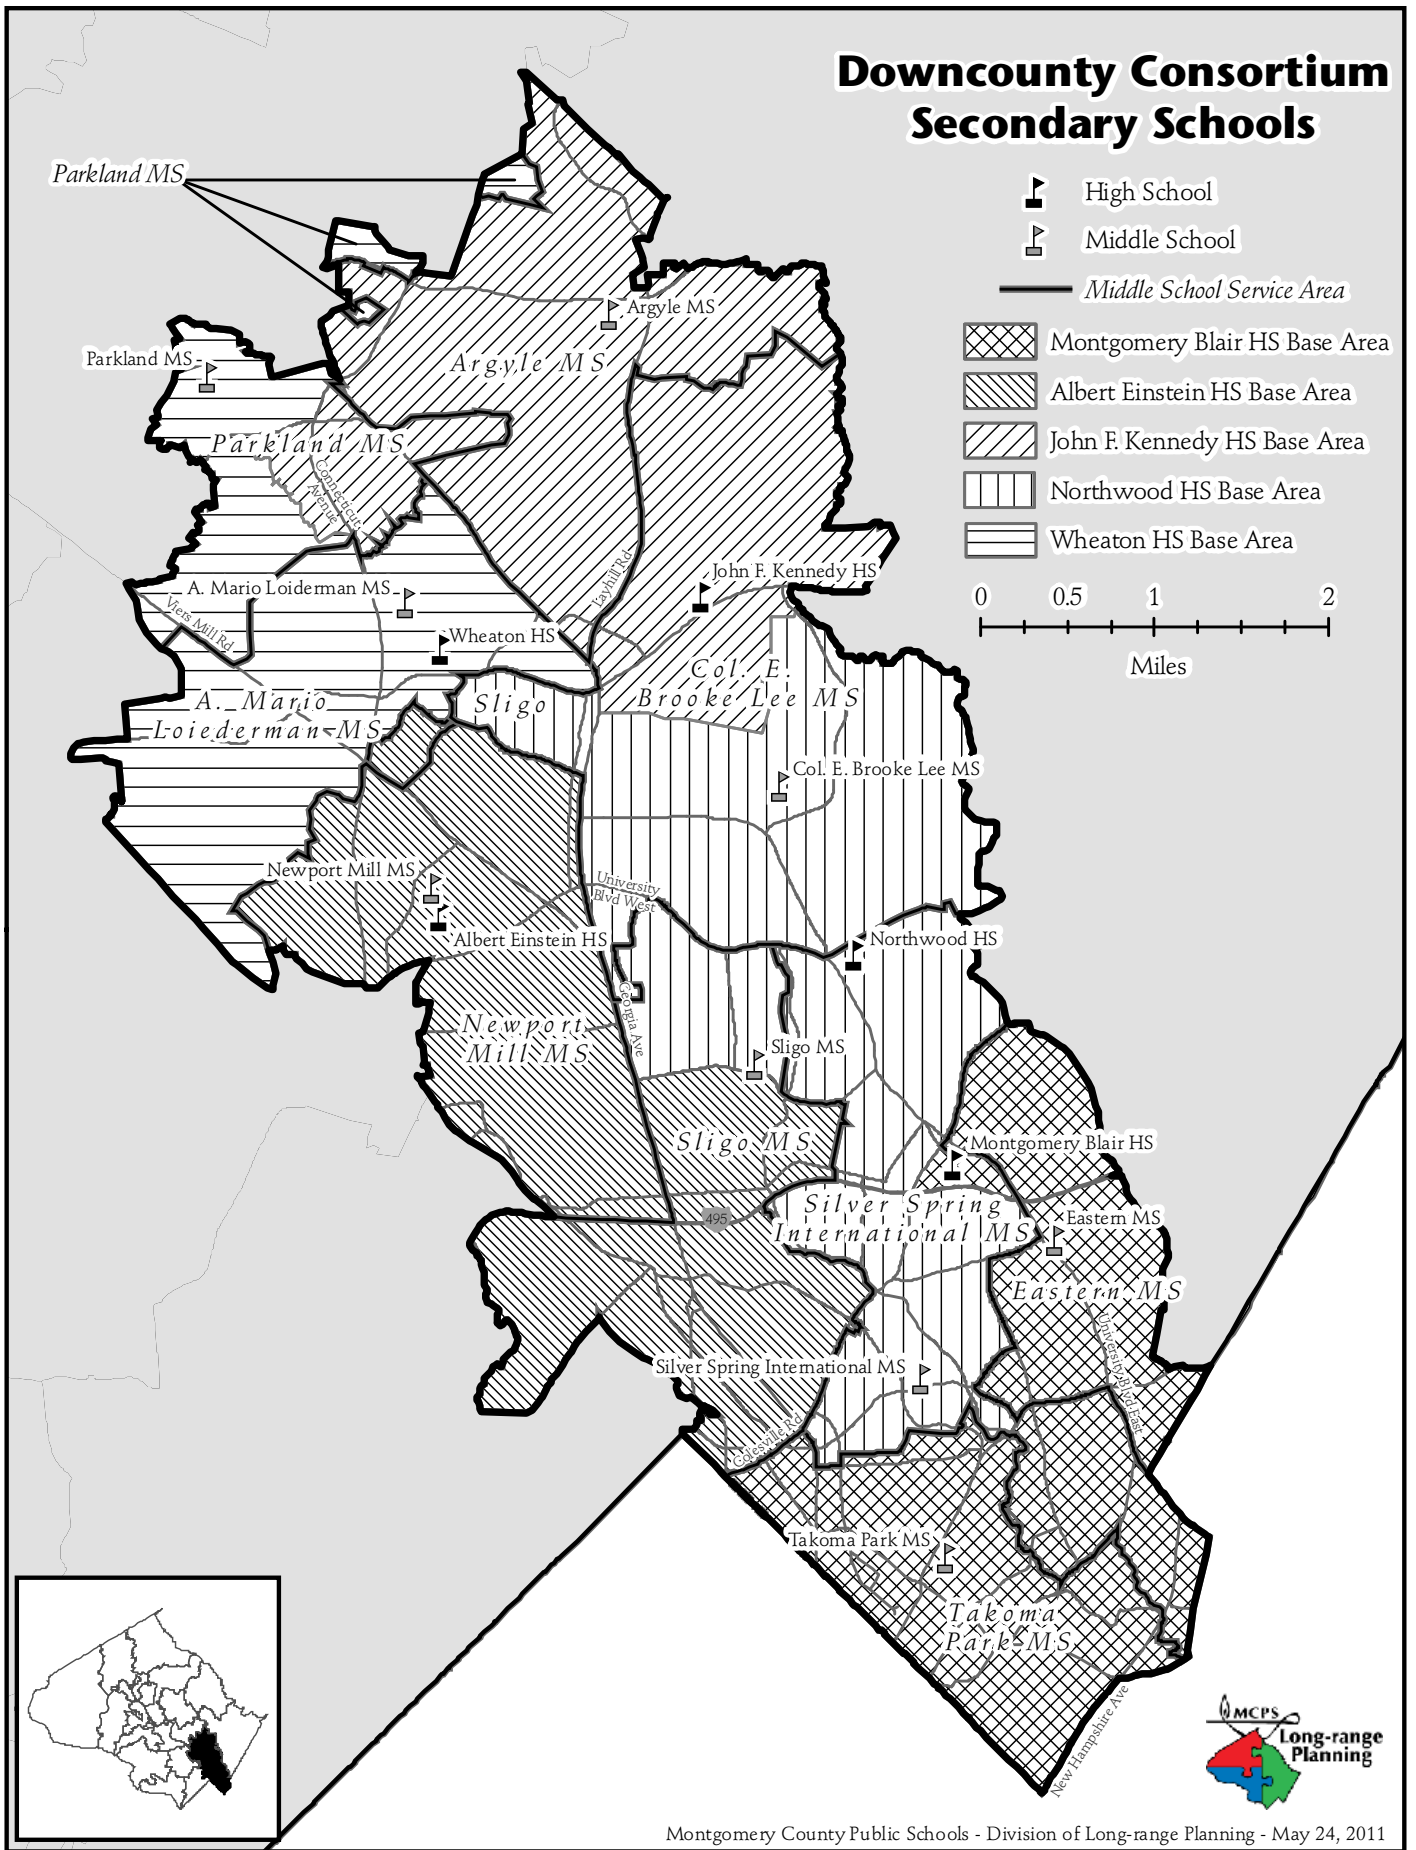 Downcounty Consortium
Secondary Schools
High School
Middle School
Middle School Service Area
Montgomery Blair HS Base Area
Albert Einstein HS Base Area
John F. Kennedy HS Base Area
Northwood HS Base Area
Wheaton HS Base Area
0 0.5 1 2
Miles
Parkland MS
Argyle MS
Argyle MS
Parkland MS
Parkland MS
Connecticut
Avenue
Layhill Rd
John F. Kennedy HS
A. Mario Loiderman MS
Viers Mill Rd
Wheaton HS
Col. E.
Brooke Lee MS
Sligo
A. Mario
Loiederman MS
Col. E. Brooke Lee MS
Newport Mill MS
University
Blvd West
Albert Einstein HS
Northwood HS
Georgia Ave
Newport
Mill MS
Sligo MS
Sligo MS
Montgomery Blair HS
Silver Spring
International MS
495
Eastern MS
Eastern MS
University Blvd East
Silver Spring International MS
Colesville Rd
Takoma Park MS
Takoma
Park MS
New Hampshire Ave
MCPS
Long-range
Planning
Montgomery County Public Schools - Division of Long-range Planning - May 24, 2011